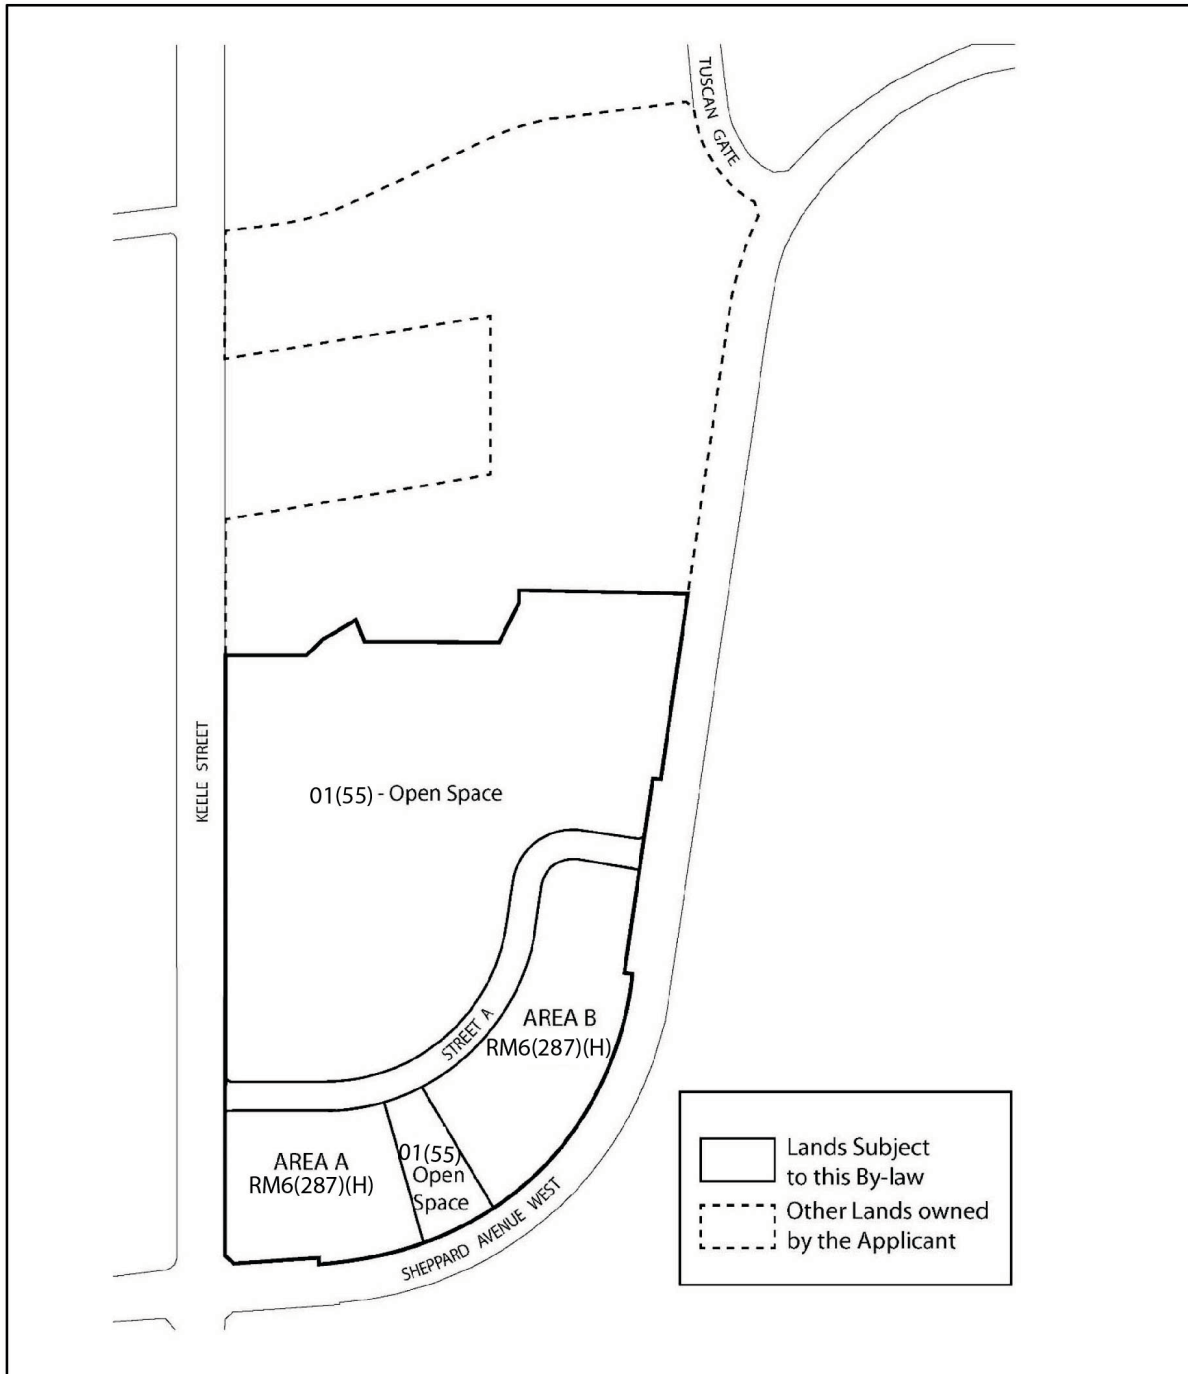 TUSCAN GATE
KEELE STREET
01(55) - Open Space
STREET A
AREA B
RM6(287)(H)
AREA A
RM6(287)(H)
01(55)
Open
Space
SHEPPARD AVENUE WEST
Lands Subject
to this By-law
Other Lands owned
by the Applicant